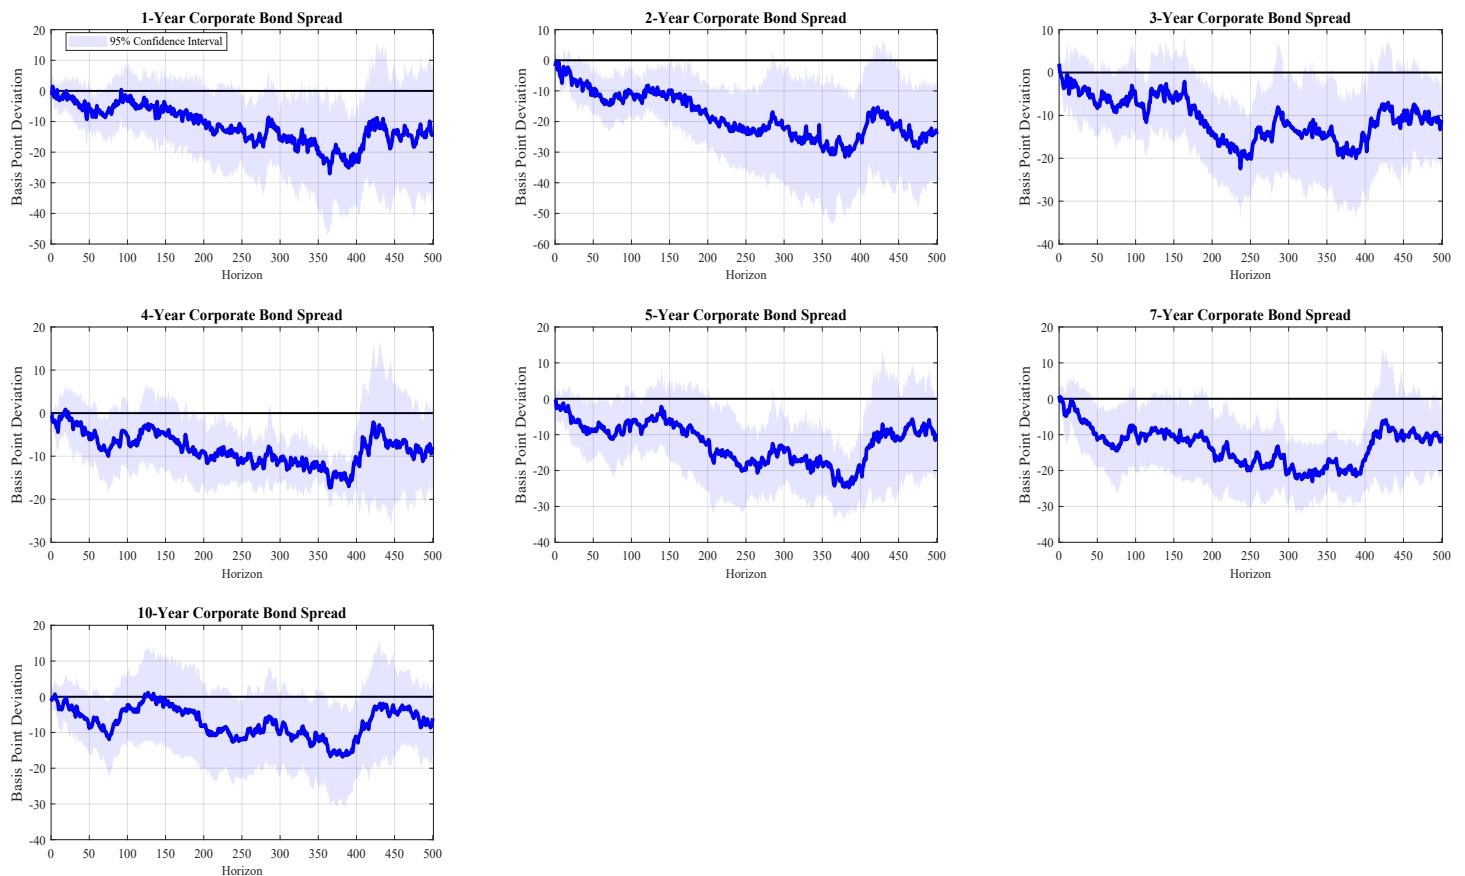 1-Year Corporate Bond Spread
95% Confidence Interval
Basis Point Deviation
20
10
0
-10
-20
-30
-40
-50
0 50 100 150 200 250 300 350 400 450 500
Horizon
2-Year Corporate Bond Spread
Basis Point Deviation
10
0
-10
-20
-30
-40
-50
-60
0 50 100 150 200 250 300 350 400 450 500
Horizon
3-Year Corporate Bond Spread
Basis Point Deviation
10
0
-10
-20
-30
-40
0 50 100 150 200 250 300 350 400 450 500
Horizon
4-Year Corporate Bond Spread
Basis Point Deviation
20
10
0
-10
-20
-30
0 50 100 150 200 250 300 350 400 450 500
Horizon
5-Year Corporate Bond Spread
Basis Point Deviation
20
10
0
-10
-20
-30
-40
0 50 100 150 200 250 300 350 400 450 500
Horizon
7-Year Corporate Bond Spread
Basis Point Deviation
20
10
0
-10
-20
-30
-40
0 50 100 150 200 250 300 350 400 450 500
Horizon
10-Year Corporate Bond Spread
Basis Point Deviation
20
10
0
-10
-20
-30
-40
0 50 100 150 200 250 300 350 400 450 500
Horizon